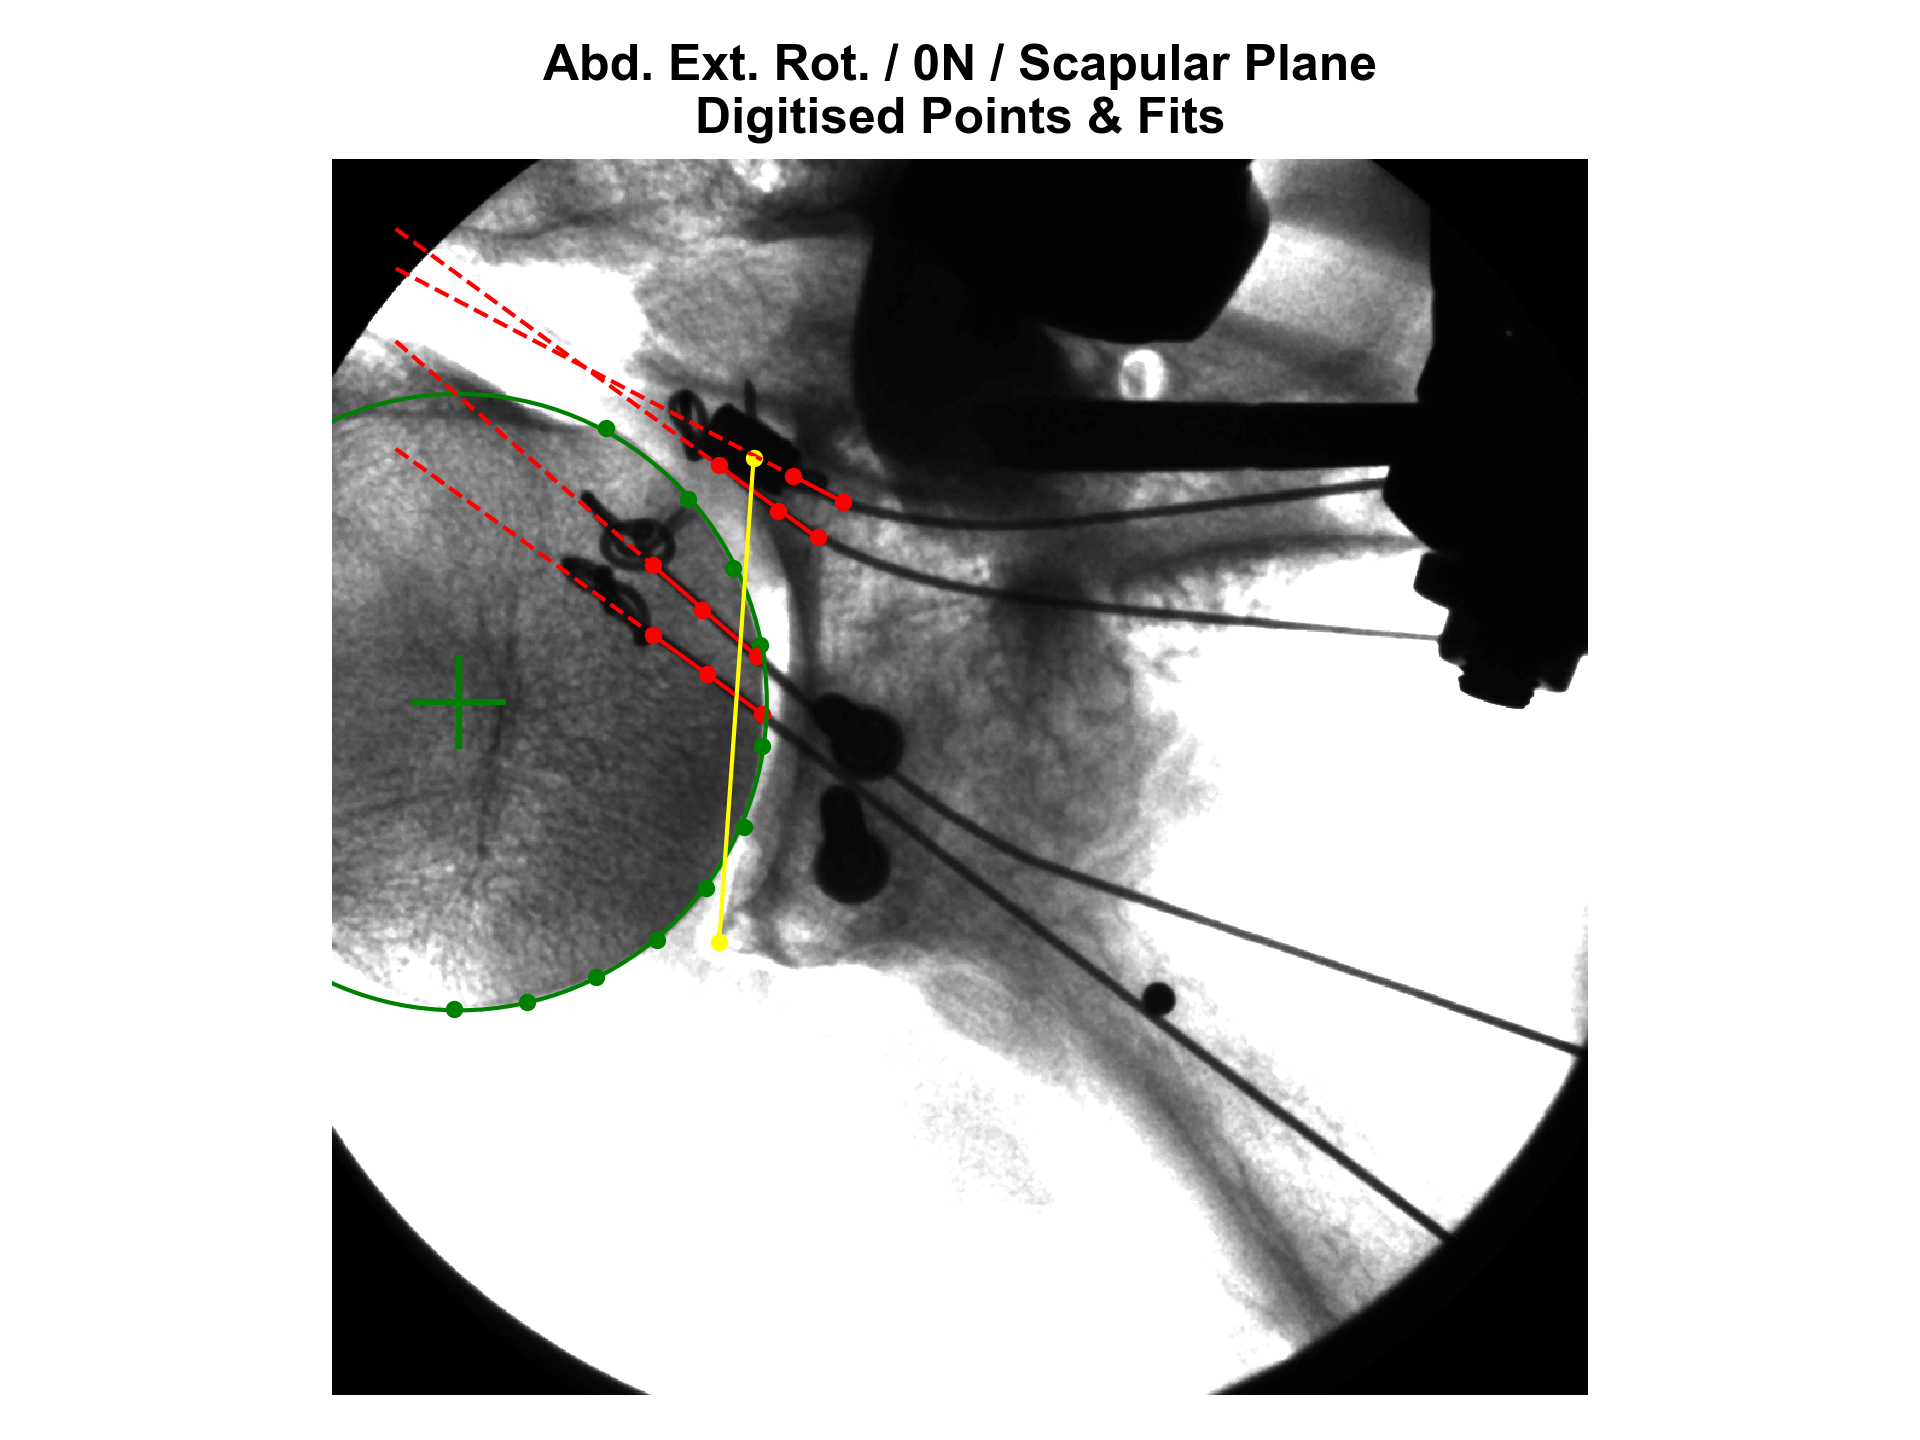 Abd. Ext. Rot. / 0N / Scapular Plane
Digitised Points & Fits